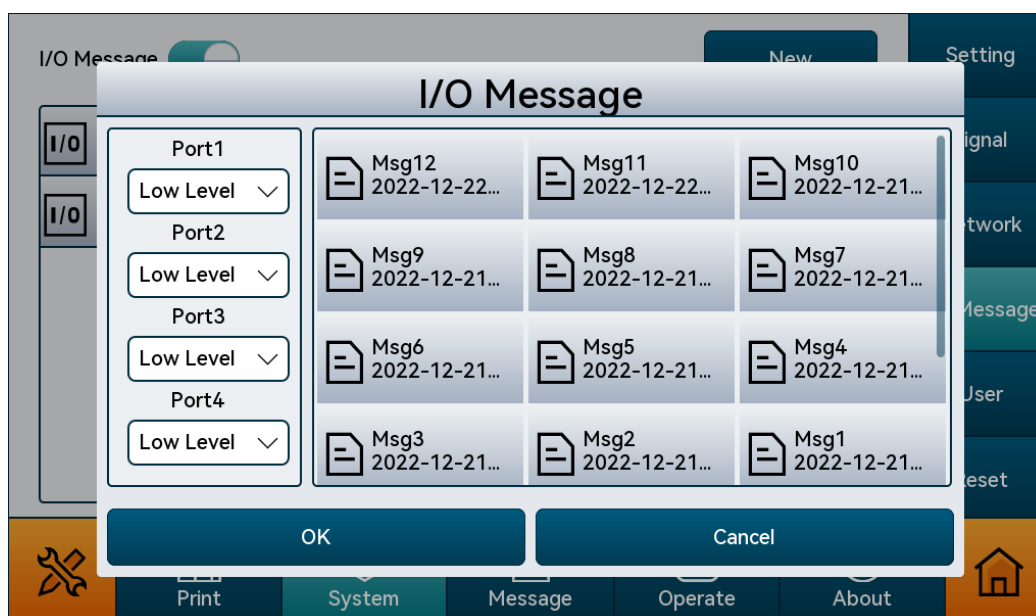 I/O Message
New
Setting
I/O Message
I/O
I/O
Port1
Low Level
Port2
Low Level
Port3
Low Level
Port4
Low Level
Msg12
2022-12-22...
Msg11
2022-12-22...
Msg10
2022-12-21...
Msg9
2022-12-21...
Msg8
2022-12-21...
Msg7
2022-12-21...
Msg6
2022-12-21...
Msg5
2022-12-21...
Msg4
2022-12-21...
Msg3
2022-12-21...
Msg2
2022-12-21...
Msg1
2022-12-21...
ignal
twork
Message
User
eset
OK
Cancel
Print
System
Message
Operate
About